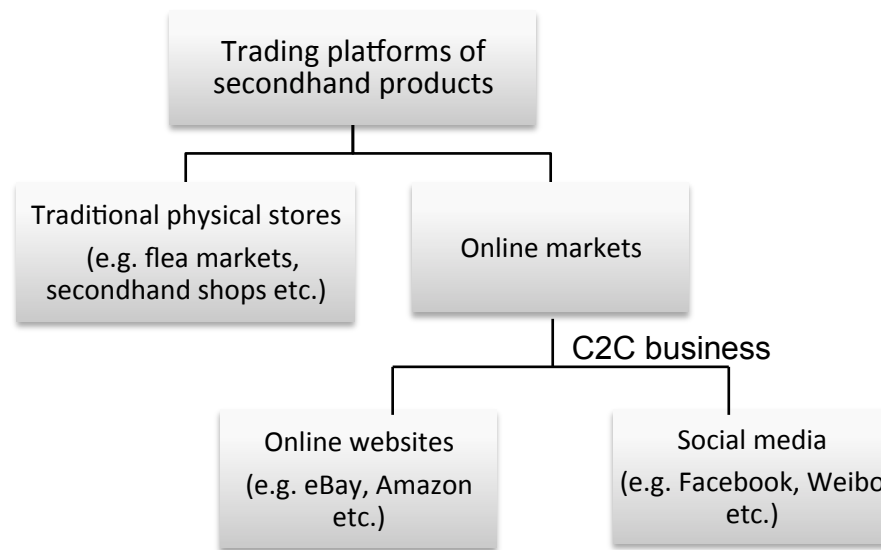 Trading platforms of
secondhand products
Traditional physical stores
(e.g. flea markets,
secondhand shops etc.)
Online markets
C2C business
Online websites
(e.g. eBay, Amazon
etc.)
Social media
(e.g. Facebook, Weibo
etc.)